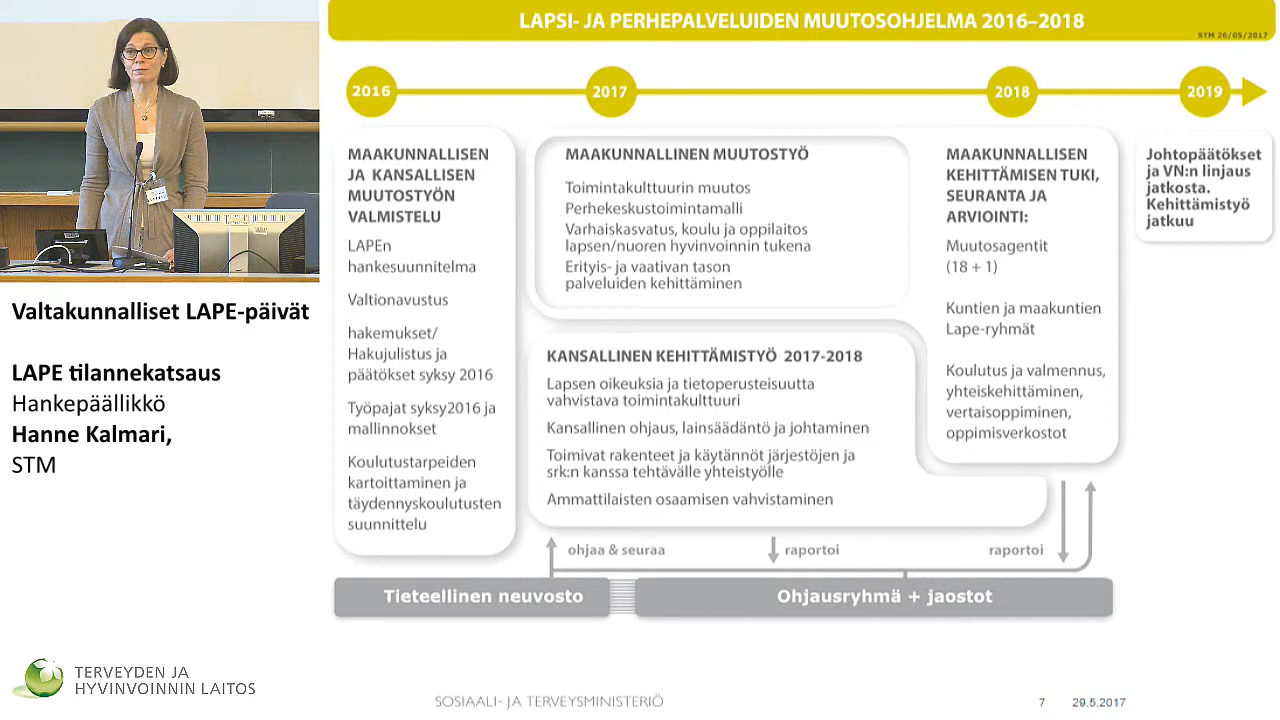 LAPSI- JA PERHEPALVELUIDEN MUUTOSOHJELMA 2016–2018
STM 26/05/2017
2016
2017
2018
2019
MAAKUNNALLISEN
JA KANSALLISEN
MUUTOSTYÖN
VALMISTELU
LAPEn
hankesuunnitelma
Valtionavustus
hakemukset/
Hakujulistus ja
päätökset syksy 2016
Työpajat syksy2016 ja
mallinnokset
Koulutustarpeiden
kartoittaminen ja
täydennyskoulutusten
suunnittelu
MAAKUNNALLINEN MUUTOSTYÖ
Toimintakulttuurin muutos
Perhekeskustoimintamalli
Varhaiskasvatus, koulu ja oppilaitos
lapsen/nuoren hyvinvoinnin tukena
Erityis- ja vaativan tason
palveluiden kehittäminen
KANSALLINEN KEHITTÄMISTYÖ 2017-2018
Lapsen oikeuksia ja tietoperusteisuutta
vahvistava toimintakulttuuri
Kansallinen ohjaus, lainsäädäntö ja johtaminen
Toimivat rakenteet ja käytännöt järjestöjen ja
srk:n kanssa tehtävälle yhteistyölle
Ammattilaisten osaamisen vahvistaminen
MAAKUNNALLISEN
KEHITTÄMISEN TUKI,
SEURANTA JA
ARVIOINTI:
Muutosagentit
(18 + 1)
Kuntien ja maakuntien
Lape-ryhmät
Koulutus ja valmennus,
yhteiskehittäminen,
vertaisoppiminen,
oppimisverkostot
Johtopäätökset
ja VN:n linjaus
jatkosta.
Kehittämistyö
jatkuu
ohjaa & seuraa
raportoi
raportoi
Tieteellinen neuvosto
Ohjausryhmä + jaostot
Valtakunnalliset LAPE-päivät
LAPE tilannekatsaus
Hankepäällikkö
Hanne Kalmari,
STM
TERVEYDEN JA
HYVINVOINNIN LAITOS
SOSIAALI- JA TERVEYSMINISTERIÖ
7
29.5.2017